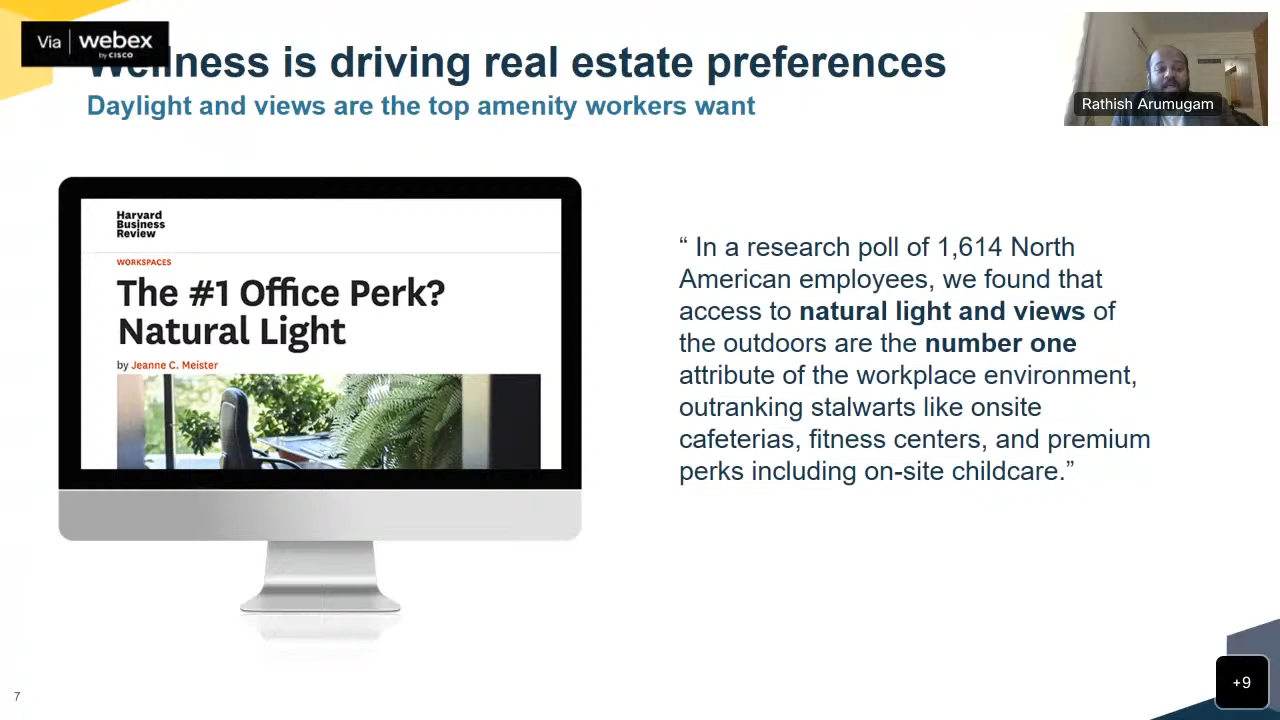 Via webex
by CISCO
Wellness is driving real estate preferences
Daylight and views are the top amenity workers want
Rathish Arumugam
Harvard
Business
Review
WORKSPACES
The #1 Office Perk?
Natural Light
by Jeanne C. Meister
“ In a research poll of 1,614 North
American employees, we found that
access to natural light and views of
the outdoors are the number one
attribute of the workplace environment,
outranking stalwarts like onsite
cafeterias, fitness centers, and premium
perks including on-site childcare.”
7
+9